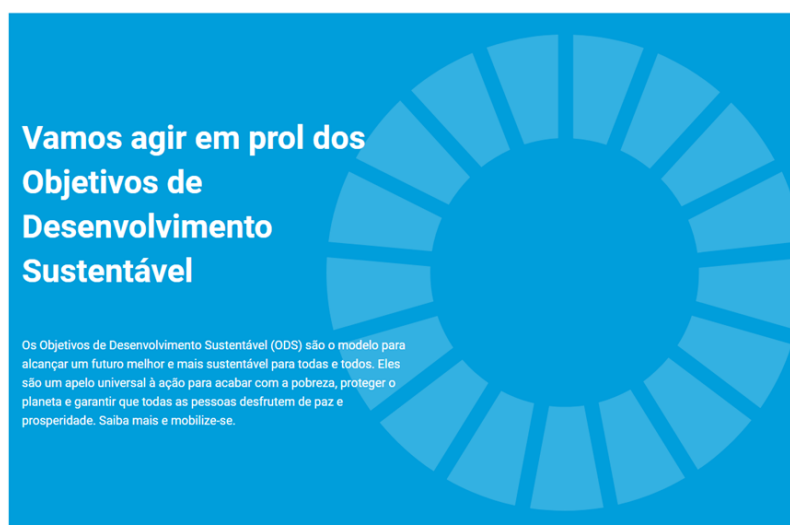 Vamos agir em prol dos
Objetivos de
Desenvolvimento
Sustentável
Os Objetivos de Desenvolvimento Sustentável (ODS) são o modelo para
alcançar um futuro melhor e mais sustentável para todas e todos. Eles
são um apelo universal à ação para acabar com a pobreza, proteger o
planeta e garantir que todas as pessoas desfrutem de paz e
prosperidade. Saiba mais e mobilize-se.